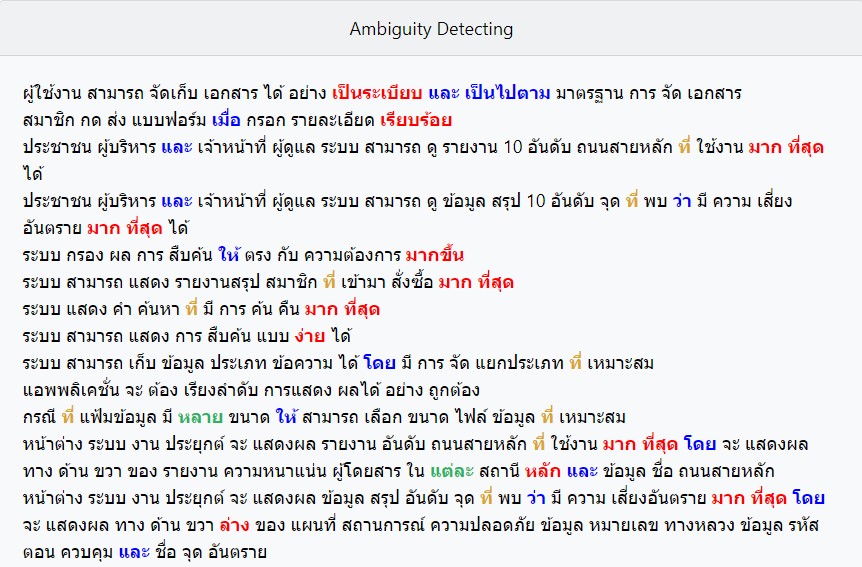 Ambiguity Detecting
ผู้ใช้งาน สามารถ จัดเก็บ เอกสาร ได้ อย่าง เป็นระเบียบ และ เป็นไปตาม มาตรฐาน การ จัด เอกสาร
สมาชิก กด ส่ง แบบฟอร์ม เมื่อ กรอก รายละเอียด เรียบร้อย
ประชาชน ผู้บริหาร และ เจ้าหน้าที่ ผู้ดูแล ระบบ สามารถ ดู รายงาน 10 อันดับ ถนนสายหลัก ที่ ใช้งาน มาก ที่สุด
ได้
ประชาชน ผู้บริหาร และ เจ้าหน้าที่ ผู้ดูแล ระบบ สามารถ ดู ข้อมูล สรุป 10 อันดับ จุด ที่ พบ ว่า มี ความ เสี่ยง
อันตราย มาก ที่สุด ได้
ระบบ กรอง ผล การ สืบค้น ให้ ตรง กับ ความต้องการ มากขึ้น
ระบบ สามารถ แสดง รายงานสรุป สมาชิก ที่ เข้ามา สั่งซื้อ มาก ที่สุด
ระบบ แสดง คำ ค้นหา ที่ มี การ ค้น คืน มาก ที่สุด
ระบบ สามารถ แสดง การ สืบค้น แบบ ง่าย ได้
ระบบ สามารถ เก็บ ข้อมูล ประเภท ข้อความ ได้ โดย มี การ จัด แยกประเภท ที่ เหมาะสม
แอพพลิเคชั่น จะ ต้อง เรียงลำดับ การแสดง ผลได้ อย่าง ถูกต้อง
กรณี ที่ แฟ้มข้อมูล มี หลาย ขนาด ให้ สามารถ เลือก ขนาด ไฟล์ ข้อมูล ที่ เหมาะสม
หน้าต่าง ระบบ งาน ประยุกต์ จะ แสดงผล รายงาน อันดับ ถนนสายหลัก ที่ ใช้งาน มาก ที่สุด โดย จะ แสดงผล
ทาง ด้าน ขวา ของ รายงาน ความหนาแน่น ผู้โดยสาร ใน แต่ละ สถานี หลัก และ ข้อมูล ชื่อ ถนนสายหลัก
หน้าต่าง ระบบ งาน ประยุกต์ จะ แสดงผล ข้อมูล สรุป อันดับ จุด ที่ พบ ว่า มี ความ เสี่ยงอันตราย มาก ที่สุด โดย
จะ แสดงผล ทาง ด้าน ขวา ล่าง ของ แผนที่ สถานการณ์ ความปลอดภัย ข้อมูล หมายเลข ทางหลวง ข้อมูล รหัส
ตอน ควบคุม และ ชื่อ จุด อันตราย